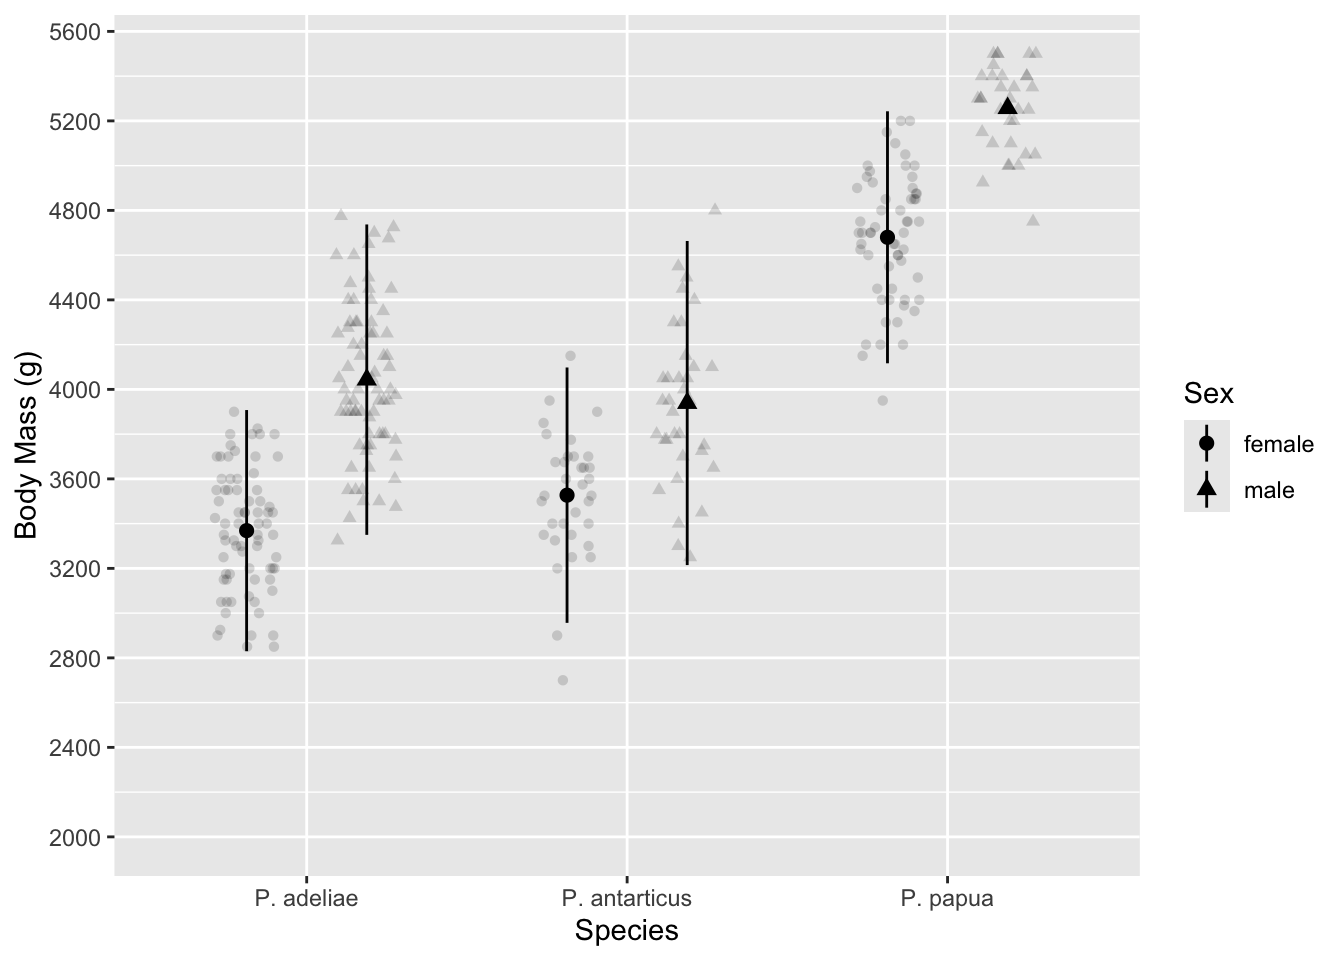 5600
5200
4800
4400
4000
3600
3200
2800
2400
2000
Body Mass (g)
P. adeliae
P. antarticus
P. papua
Species
Sex
female
male